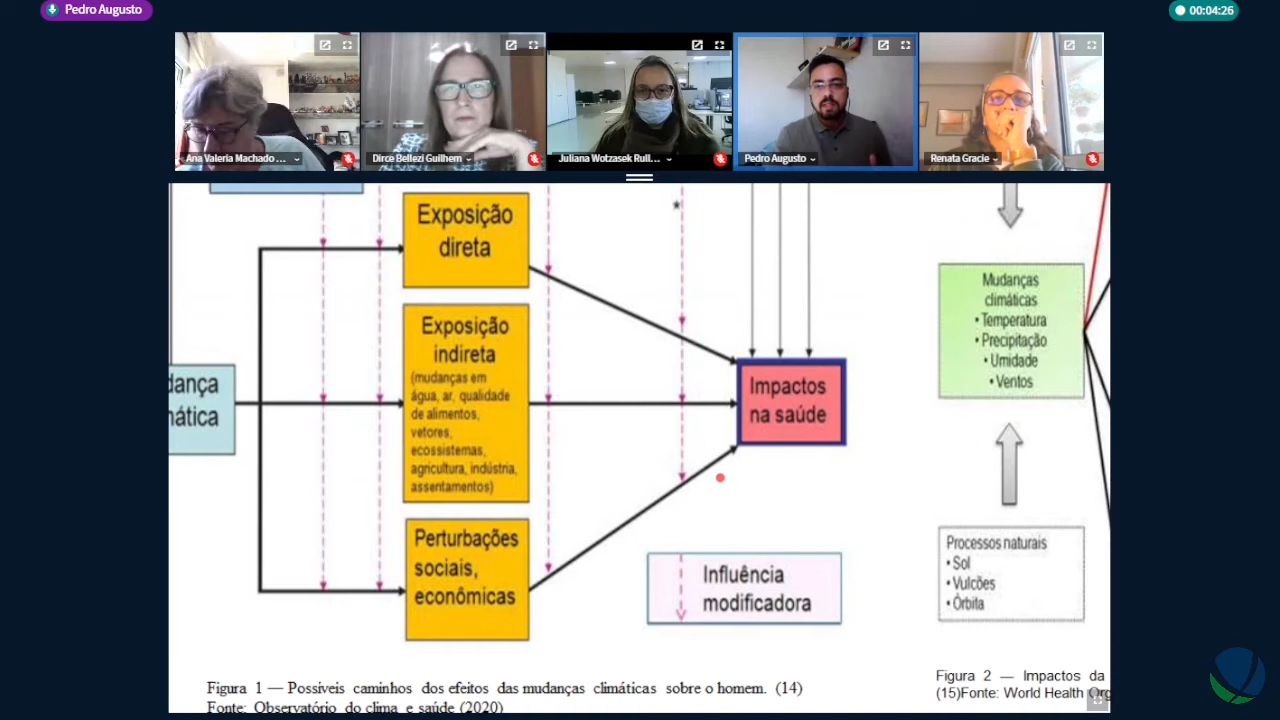 Pedro Augusto
00:04:26
Ana Valeria Machado ...
Dirce Bellezi Guilhem
Juliana Wotzasek Rull...
Pedro Augusto
Renata Gracie
Exposição
direta
*
Exposição
indireta
(mudanças em
água, ar, qualidade
de alimentos,
vetores,
ecossistemas,
agricultura, indústria,
assentamentos)
dança
mática
Perturbações
sociais,
econômicas
Impactos
na saúde
Influência
modificadora
Mudanças
climáticas
• Temperatura
• Precipitação
• Umidade
• Ventos
Processos naturais
• Sol
• Vulcões
• Órbita
Figura 1 — Possiveis caminhos dos efeitos das mudanças climáticas sobre o homem. (14)
Fonte: Observatório do clima e saúde (2020)
Figura 2 — Impactos da
(15)Fonte: World Health Org